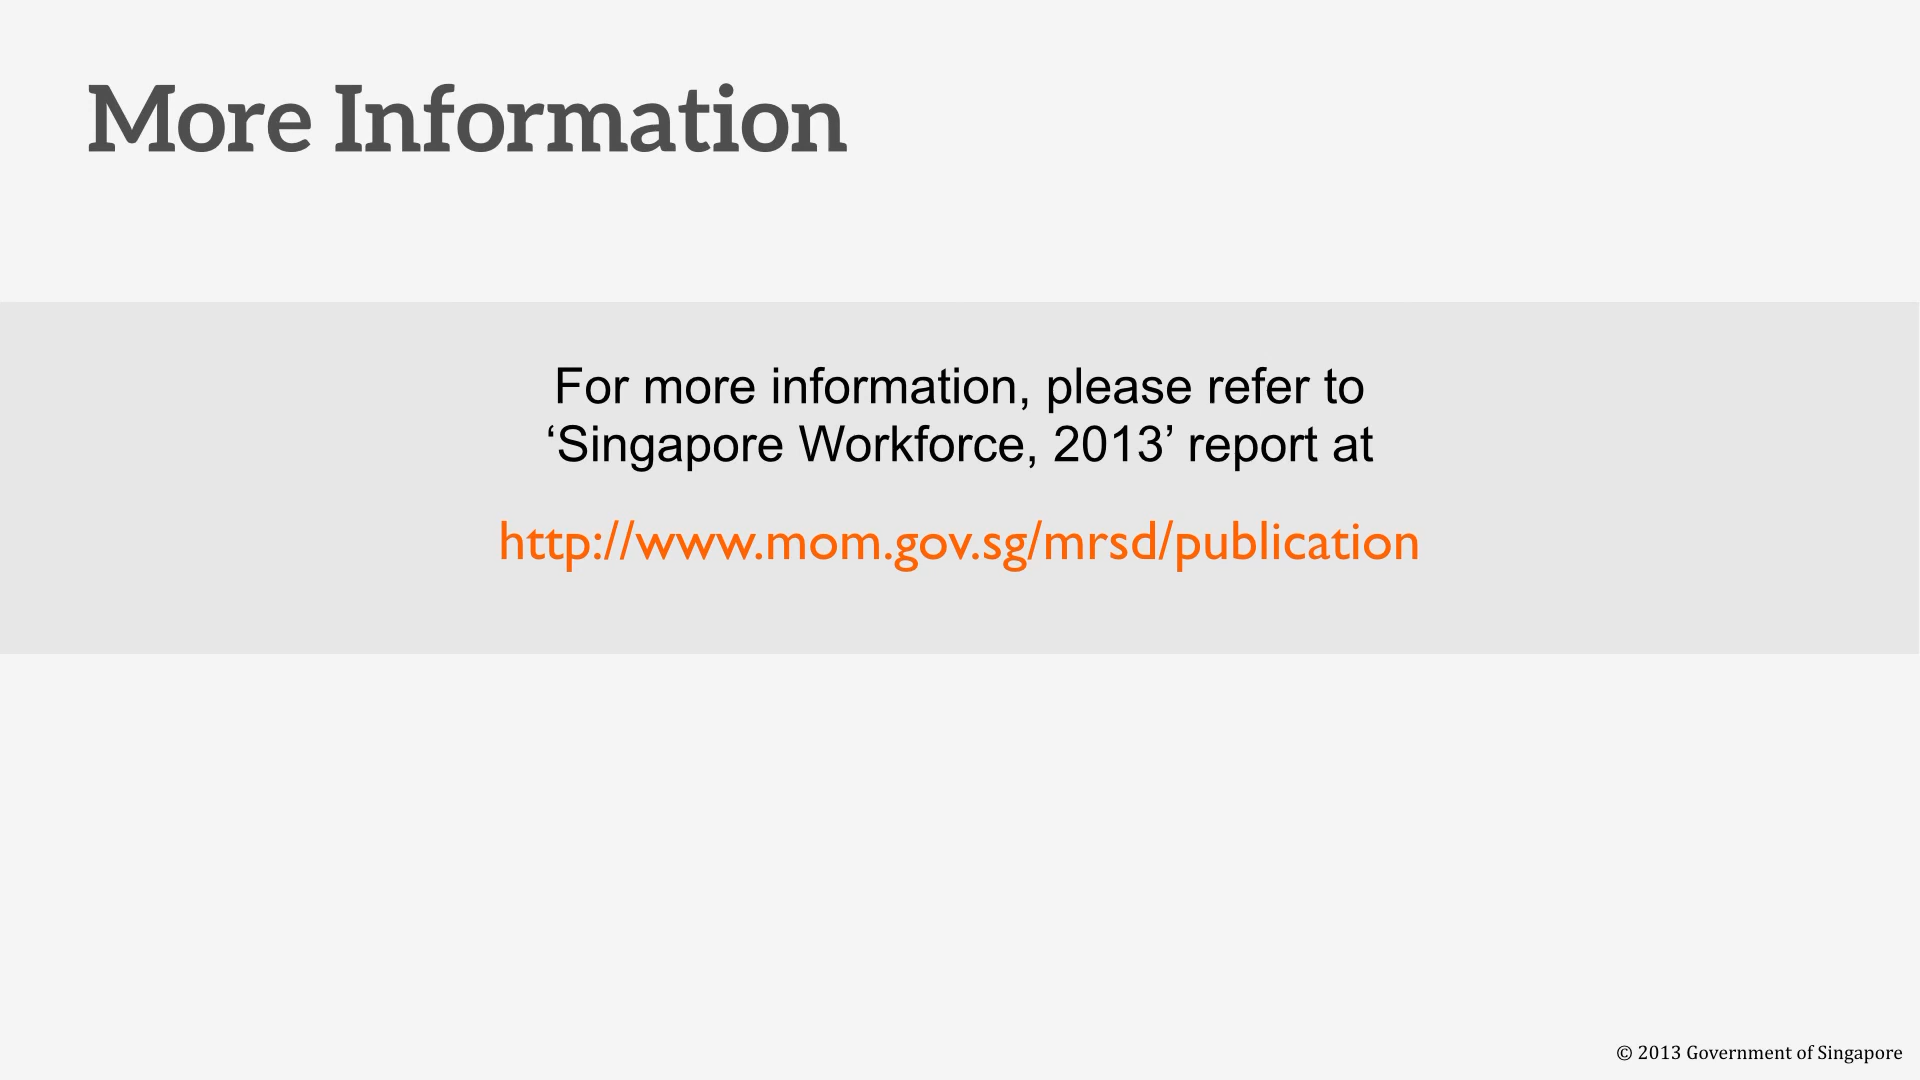 More Information
For more information, please refer to
‘Singapore Workforce, 2013’ report at
http://www.mom.gov.sg/mrsd/publication
© 2013 Government of Singapore